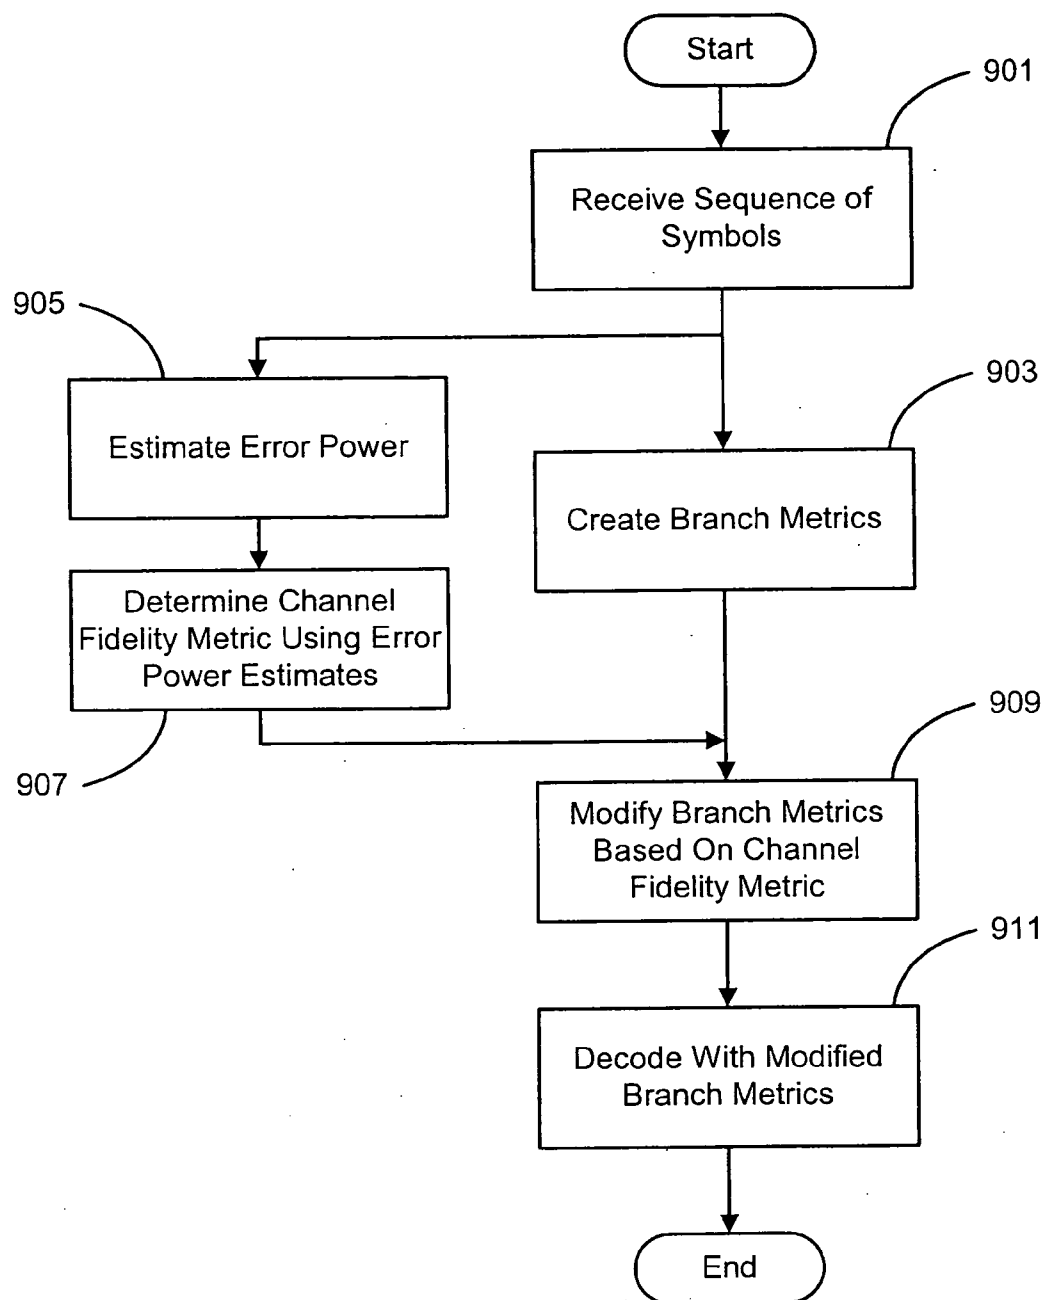 Start
901
Receive Sequence of
Symbols
905
903
Estimate Error Power
Create Branch Metrics
Determine Channel
Fidelity Metric Using Error
Power Estimates
909
907
Modify Branch Metrics
Based On Channel
Fidelity Metric
911
Decode With Modified
Branch Metrics
End